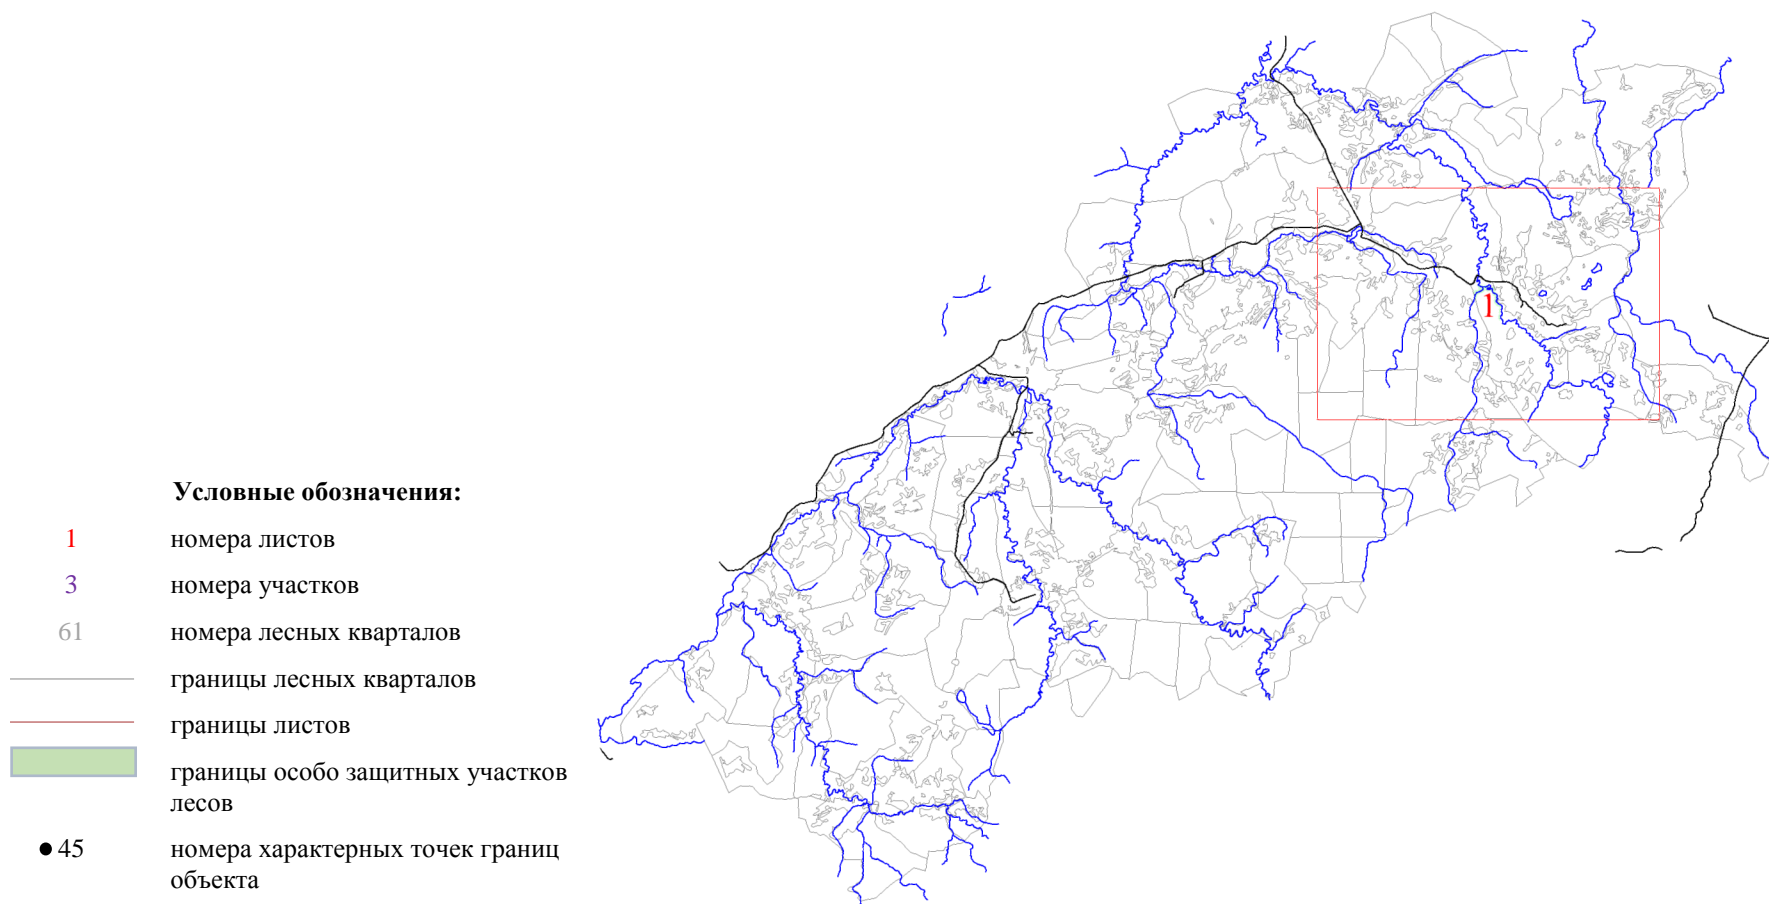 Условные обозначения:
1 номера листов
3 номера участков
61 номера лесных кварталов
границы лесных кварталов
границы листов
границы особо защитных участков
лесов
45 номера характерных точек границ
объекта
1